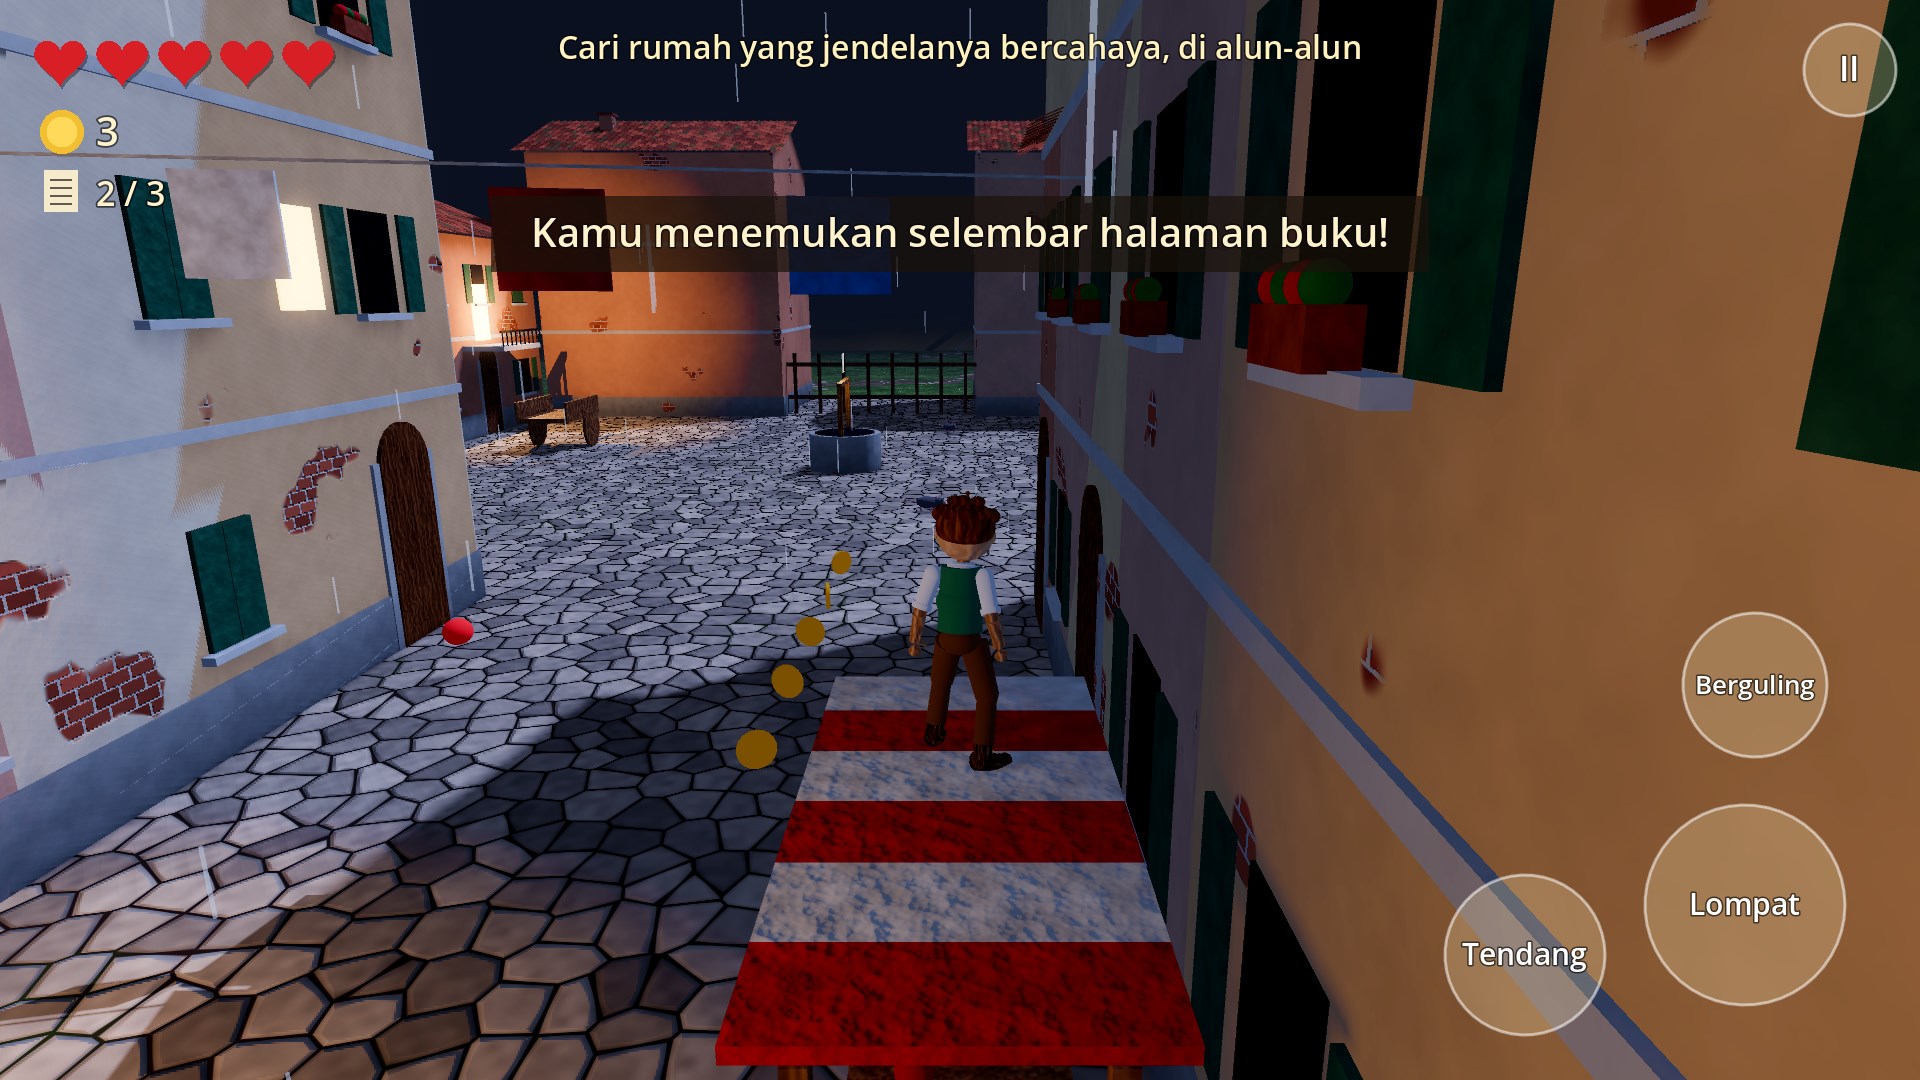 Cari rumah yang jendelanya bercahaya, di alun-alun
3
2 / 3
Kamu menemukan selembar halaman buku!
Berguling
Lompat
Tendang